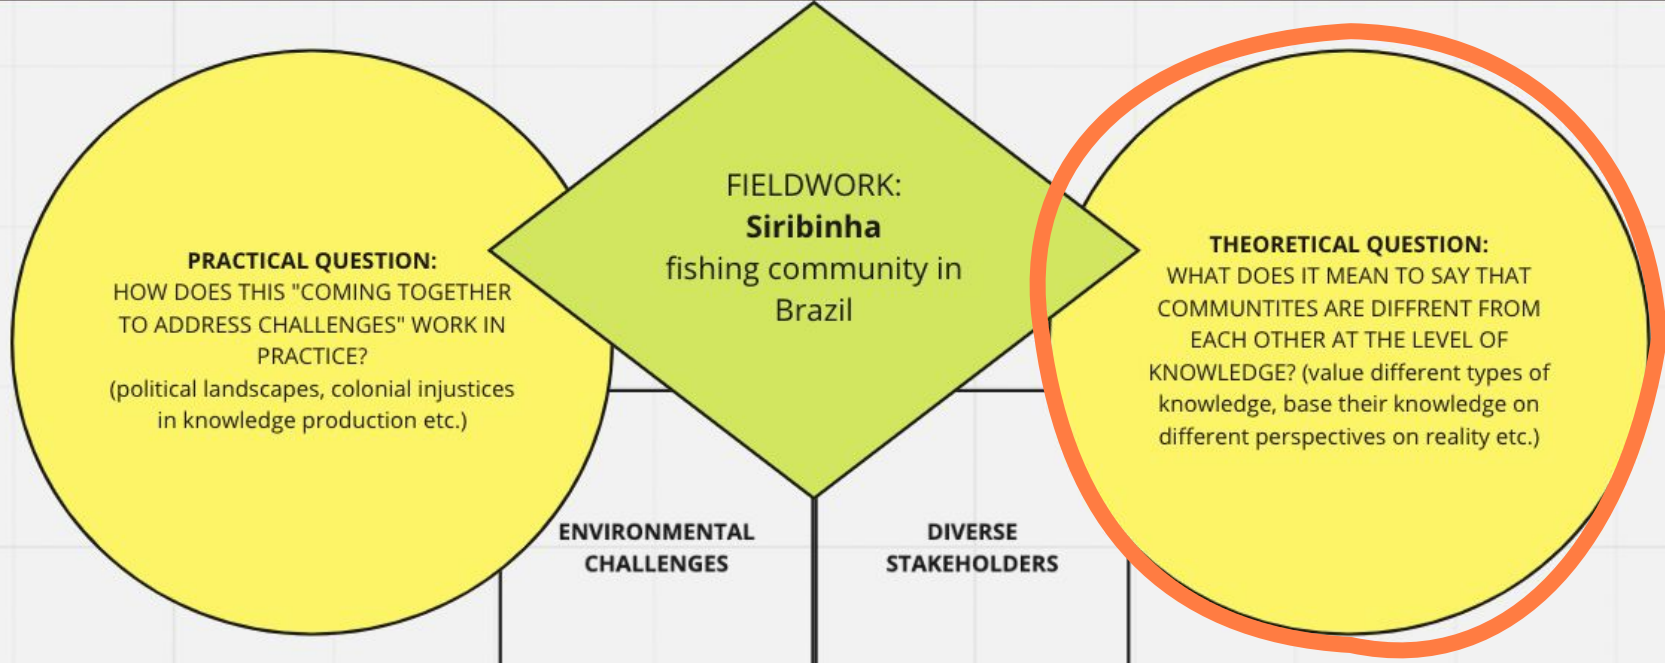 PRACTICAL QUESTION:
HOW DOES THIS "COMING TOGETHER
TO ADDRESS CHALLENGES" WORK IN
PRACTICE?
(political landscapes, colonial injustices
in knowledge production etc.)
FIELDWORK:
Siribinha
fishing community in
Brazil
THEORETICAL QUESTION:
WHAT DOES IT MEAN TO SAY THAT
COMMUNTITES ARE DIFFRENT FROM
EACH OTHER AT THE LEVEL OF
KNOWLEDGE? (value different types of
knowledge, base their knowledge on
different perspectives on reality etc.)
ENVIRONMENTAL
CHALLENGES
DIVERSE
STAKEHOLDERS